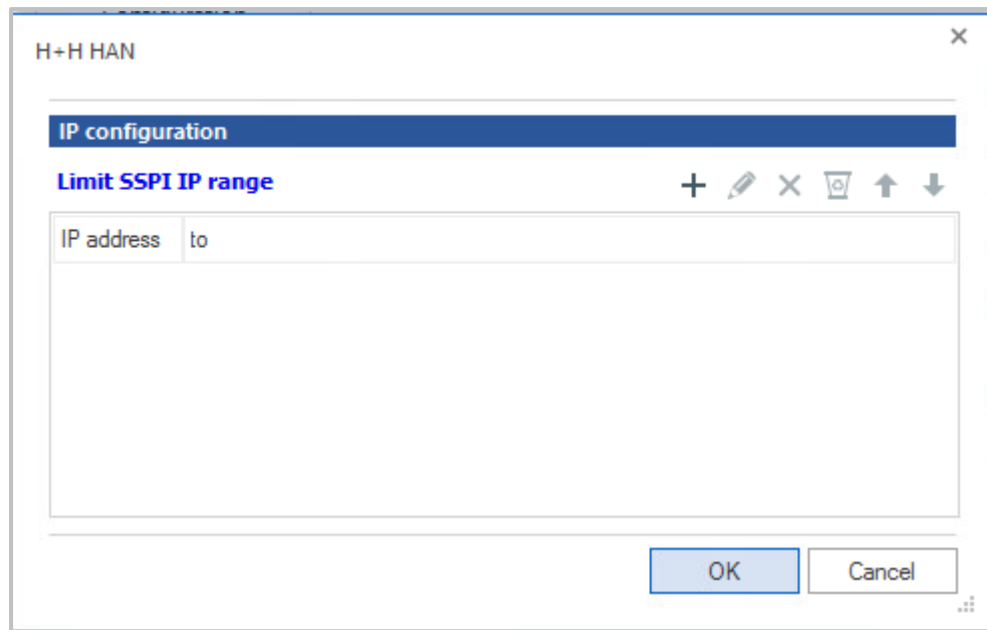 H+H HAN
IP configuration
Limit SSPI IP range
IP address to
OK Cancel